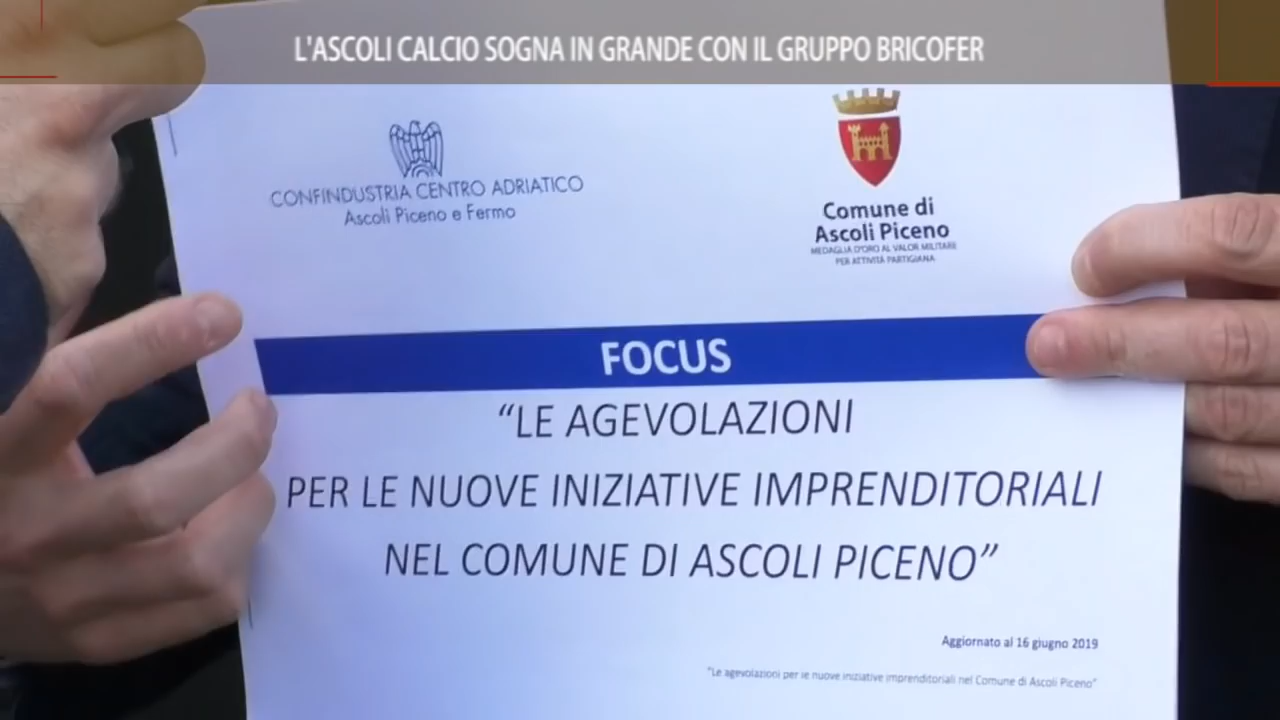 L'ASCOLI CALCIO SOGNA IN GRANDE CON IL GRUPPO BRICOFER
CONFINDUSTRIA CENTRO ADRIATICO
Ascoli Piceno e Fermo
Comune di
Ascoli Piceno
MEDAGLIA D'ORO AL VALOR MILITARE
PER ATTIVITÀ PARTIGIANA
FOCUS
“LE AGEVOLAZIONI
PER LE NUOVE INIZIATIVE IMPRENDITORIALI
NEL COMUNE DI ASCOLI PICENO”
Aggiornato al 16 giugno 2019
"Le agevolazioni per le nuove iniziative imprenditoriali nel Comune di Ascoli Piceno"